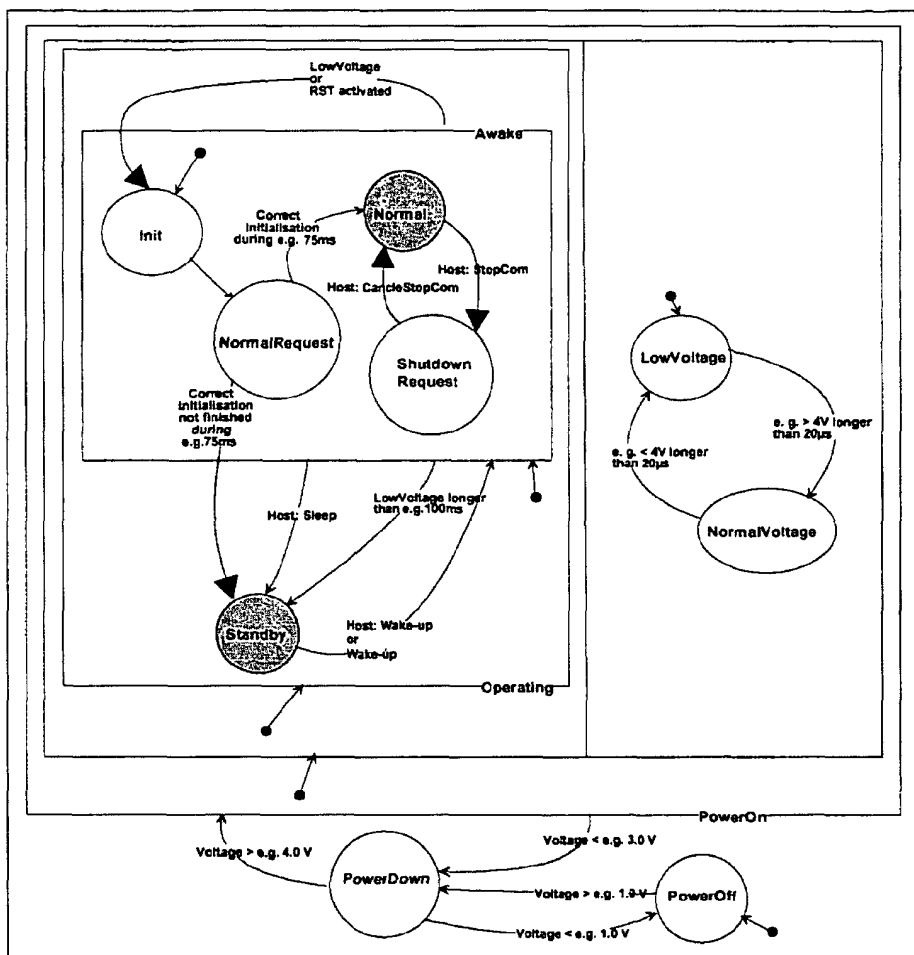 LowVoltage
or
RST activated
Awake
Init
Correct
Initialisation
during e.g. 75ms
Normal
Host: StopCom
Host: CancleStopCom
NormalRequest
Shutdown
Request
Correct
Initialisation
not finished
during
e.g.75ms
Host: Sleep
LowVoltage longer
than e.g.100ms
Standby
Host: Wake-up
or
Wake-up
Operating
LowVoltage
e. g. > 4V longer
than 20µs
e. g. < 4V longer
than 20µs
NormalVoltage
PowerOn
Voltage > e.g. 4.0 V
Voltage < e.g. 3.0 V
PowerDown
Voltage > e.g. 1.9 V
PowerOff
Voltage < e.g. 1.0 V